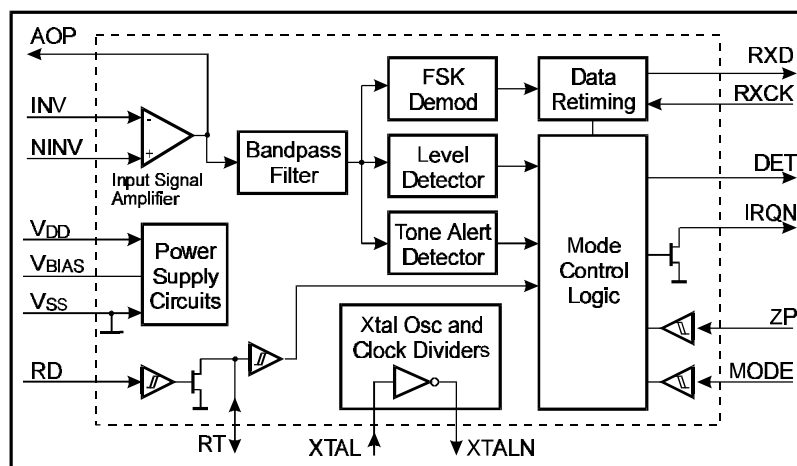 AOP
INV
NINV
-
+
Input Signal
Amplifier
Bandpass
Filter
FSK
Demod
Data
Retiming
RXD
RXCK
Level
Detector
DET
IRQN
Tone Alert
Detector
Mode
Control
Logic
VDD
VBIAS
VSS
Power
Supply
Circuits
Xtal Osc and
Clock Dividers
ZP
MODE
RD
RT
XTAL
XTALN